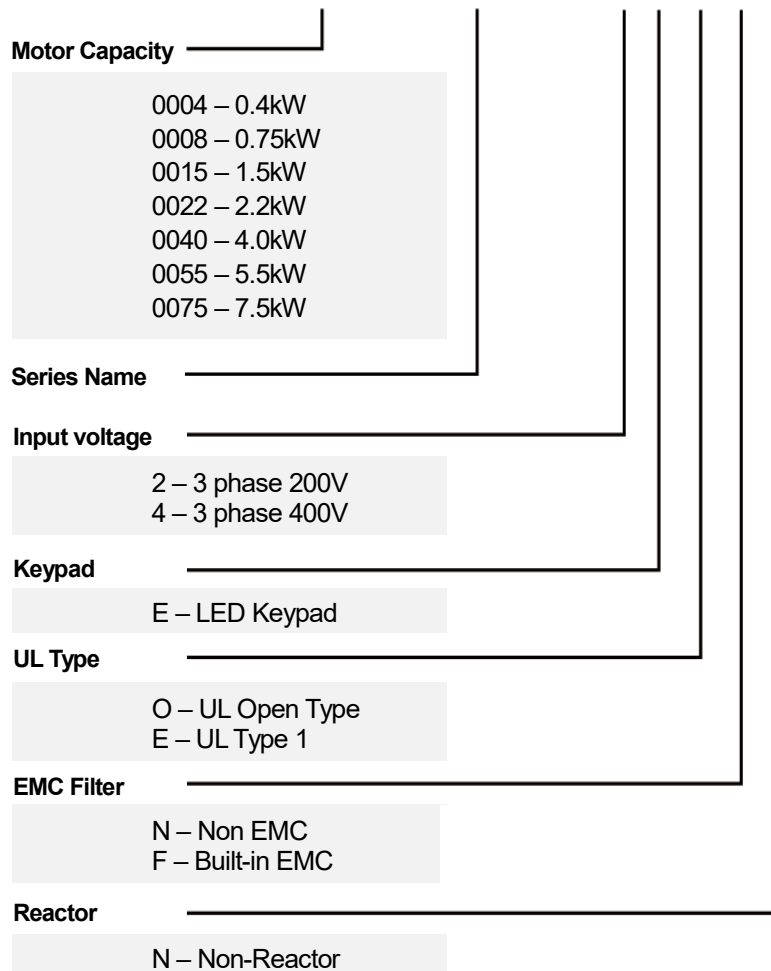 Motor Capacity
0004 – 0.4kW
0008 – 0.75kW
0015 – 1.5kW
0022 – 2.2kW
0040 – 4.0kW
0055 – 5.5kW
0075 – 7.5kW
Series Name
Input voltage
2 – 3 phase 200V
4 – 3 phase 400V
Keypad
E – LED Keypad
UL Type
O – UL Open Type
E – UL Type 1
EMC Filter
N – Non EMC
F – Built-in EMC
Reactor
N – Non-Reactor